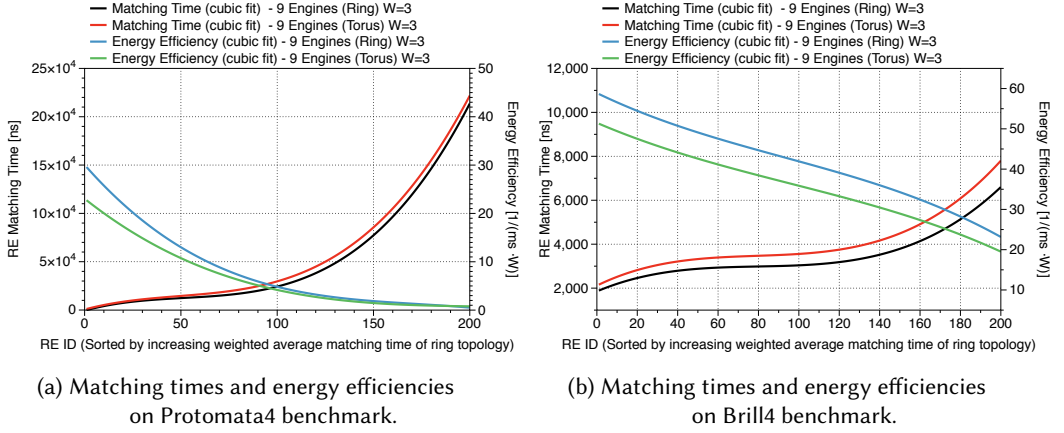 Matching Time (cubic fit)  - 9 Engines (Ring) W=3
Matching Time (cubic fit)  - 9 Engines (Torus) W=3
Energy Efficiency (cubic fit) - 9 Engines (Ring) W=3
Energy Efficiency (cubic fit) - 9 Engines (Torus) W=3
25×10⁴
20×10⁴
15×10⁴
10×10⁴
5×10⁴
0
RE Matching Time [ns]
50
40
30
20
10
0
Energy Efficiency [1/(ms ·W)]
0 50 100 150 200
RE ID (Sorted by increasing weighted average matching time of ring topology)
(a) Matching times and energy efficiencies
on Protomata4 benchmark.
Matching Time (cubic fit)  - 9 Engines (Ring) W=3
Matching Time (cubic fit)  - 9 Engines (Torus) W=3
Energy Efficiency (cubic fit) - 9 Engines (Ring) W=3
Energy Efficiency (cubic fit) - 9 Engines (Torus) W=3
12,000
10,000
8,000
6,000
4,000
2,000
RE Matching Time [ns]
60
50
40
30
20
10
Energy Efficiency [1/(ms ·W)]
0 20 40 60 80 100 120 140 160 180 200
RE ID (Sorted by increasing weighted average matching time of ring topology)
(b) Matching times and energy efficiencies
on Brill4 benchmark.